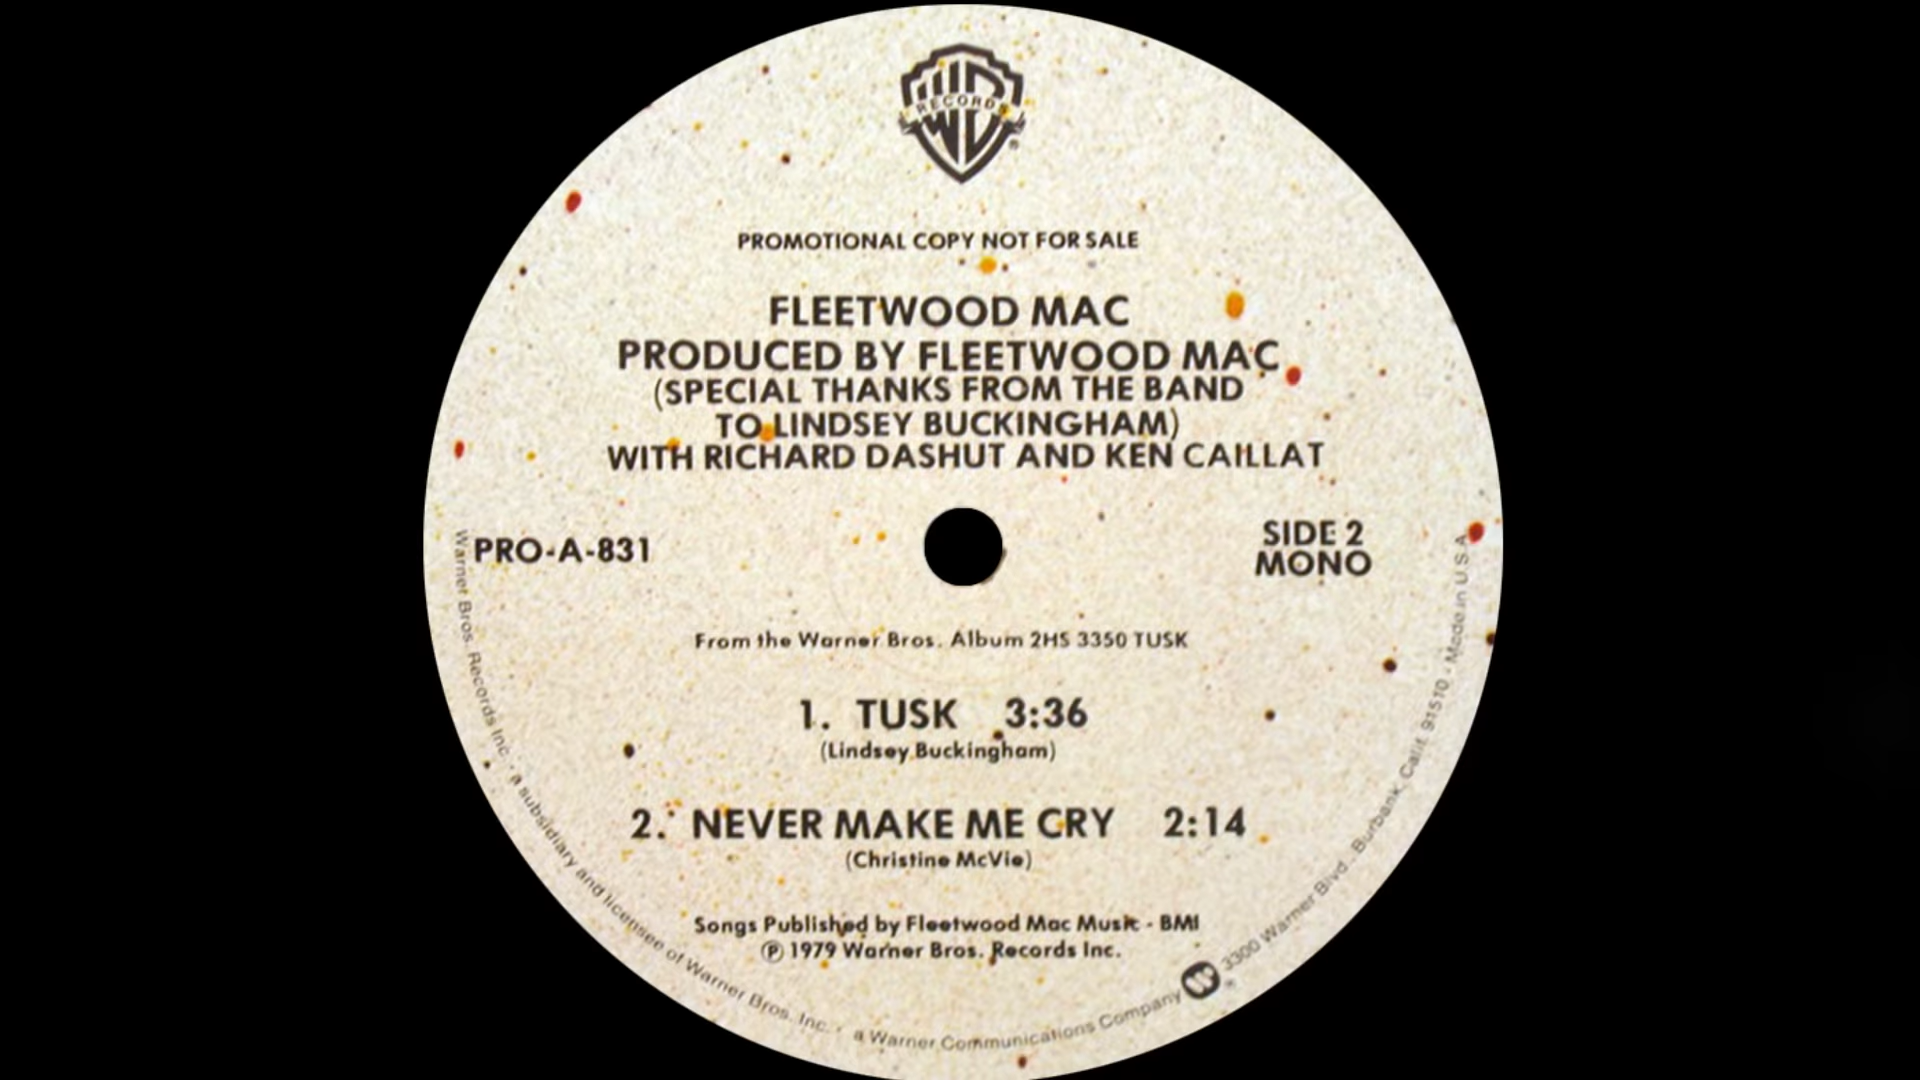 WB
RECORDS
®
PROMOTIONAL COPY NOT FOR SALE
FLEETWOOD MAC
PRODUCED BY FLEETWOOD MAC
(SPECIAL THANKS FROM THE BAND
TO LINDSEY BUCKINGHAM)
WITH RICHARD DASHUT AND KEN CAILLAT
PRO-A-831
SIDE 2
MONO
From the Warner Bros. Album 2HS 3350 TUSK
1. TUSK 3:36
(Lindsey Buckingham)
2. NEVER MAKE ME CRY 2:14
(Christine McVie)
Songs Published by Fleetwood Mac Music - BMI
℗ 1979 Warner Bros. Records Inc.
Warner Bros. Records Inc. · a subsidiary and licensee of Warner Bros. Inc. · a Warner Communications Company ® 3300 Warner Blvd. Burbank, Calif. 91510 · Made in U.S.A.